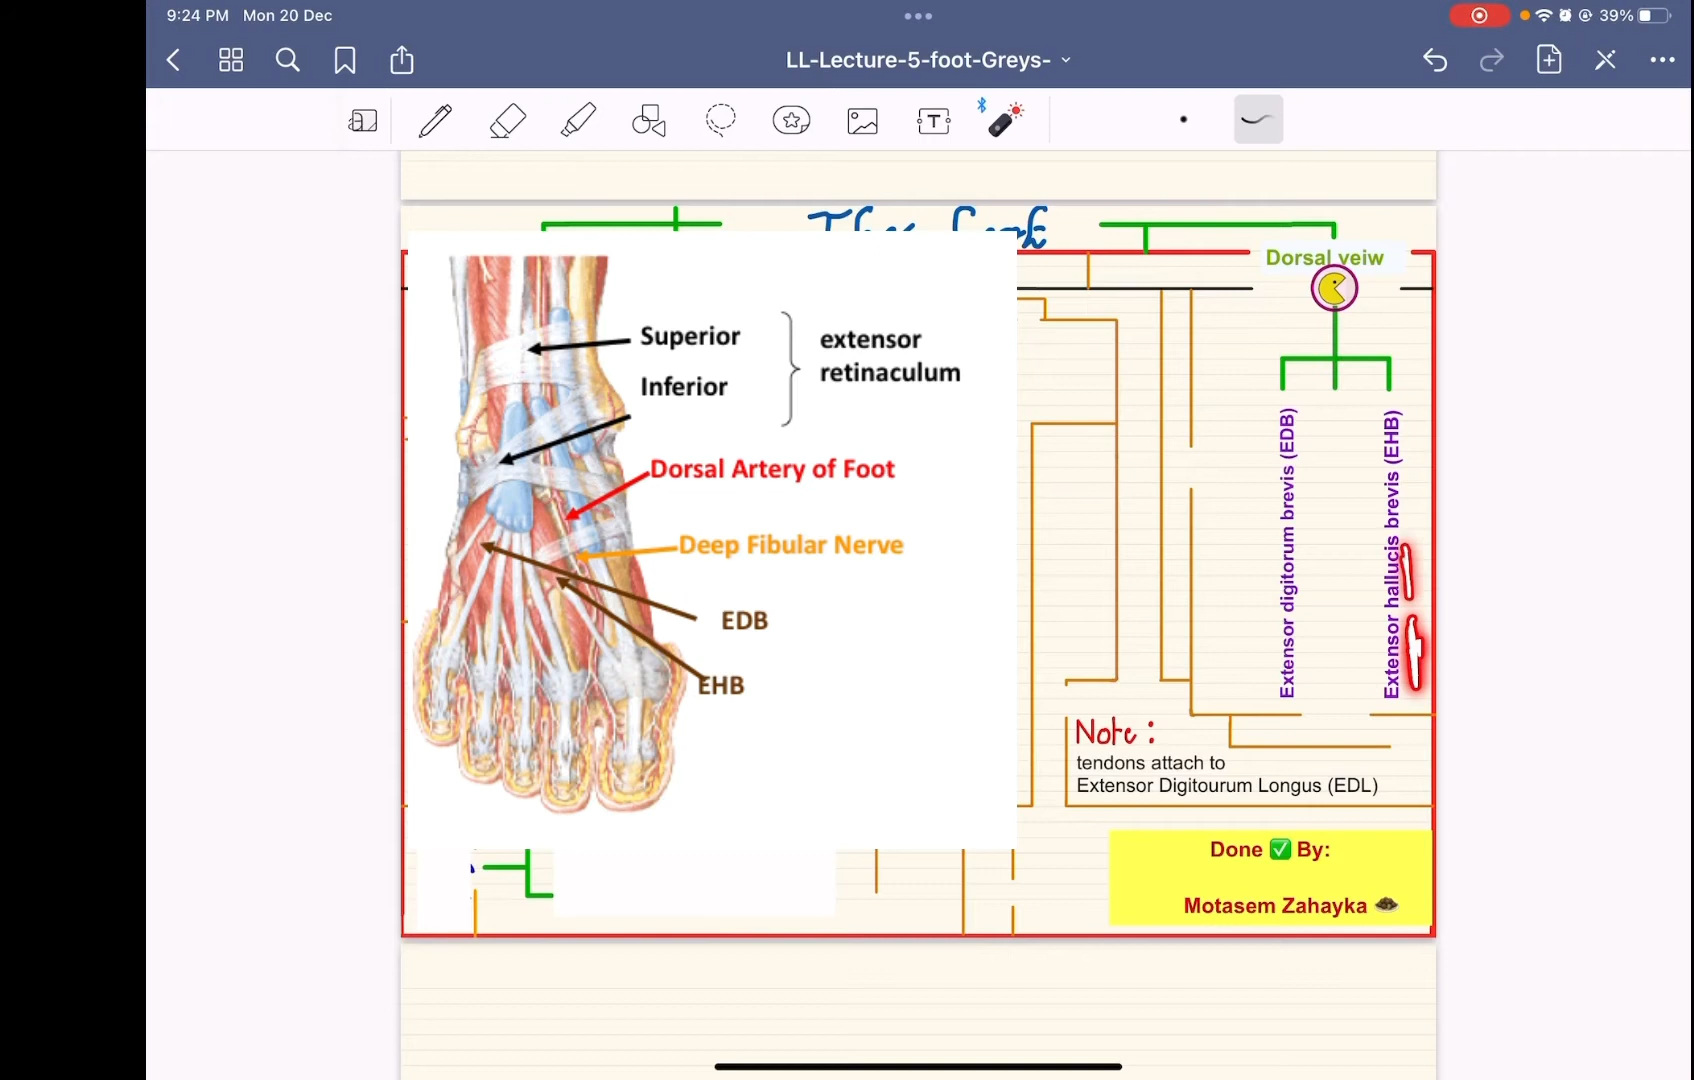 9:24 PM Mon 20 Dec
39%
LL-Lecture-5-foot-Greys-
T
Dorsal veiw
Superior
Inferior
extensor
retinaculum
Dorsal Artery of Foot
Deep Fibular Nerve
EDB
EHB
Extensor digitorum brevis (EDB)
Extensor hallucis brevis (EHB)
Note:
tendons attach to
Extensor Digitourum Longus (EDL)
Done ✅ By:
Motasem Zahayka